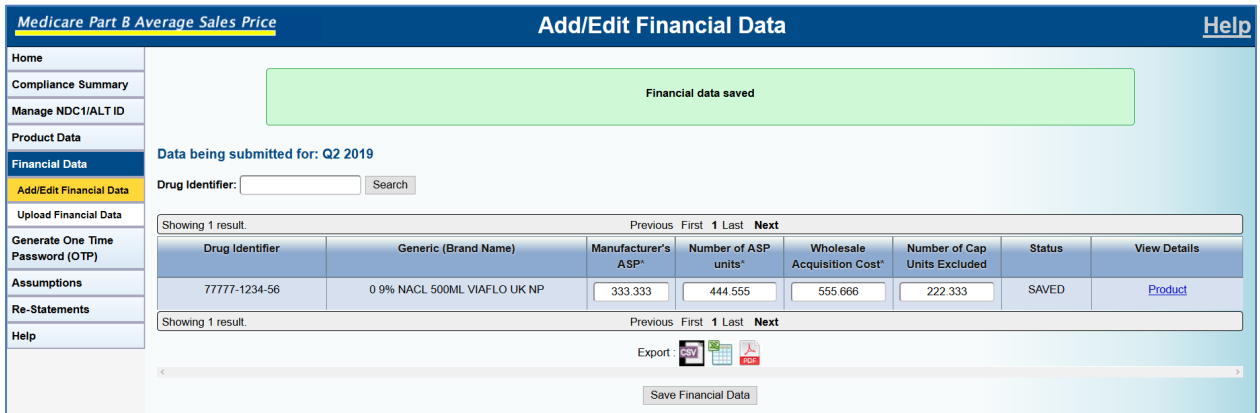 Medicare Part B Average Sales Price
Add/Edit Financial Data
Help
Home
Compliance Summary
Manage NDC1/ALT ID
Product Data
Financial Data
Add/Edit Financial Data
Upload Financial Data
Generate One Time
Password (OTP)
Assumptions
Re-Statements
Help
Financial data saved
Data being submitted for: Q2 2019
Drug Identifier: Search
Showing 1 result. Previous First 1 Last Next
Drug Identifier Generic (Brand Name) Manufacturer's ASP* Number of ASP units* Wholesale Acquisition Cost* Number of Cap Units Excluded Status View Details
77777-1234-56 0 9% NACL 500ML VIAFLO UK NP 333.333 444.555 555.666 222.333 SAVED Product
Showing 1 result. Previous First 1 Last Next
Export : CSV PDF
Save Financial Data